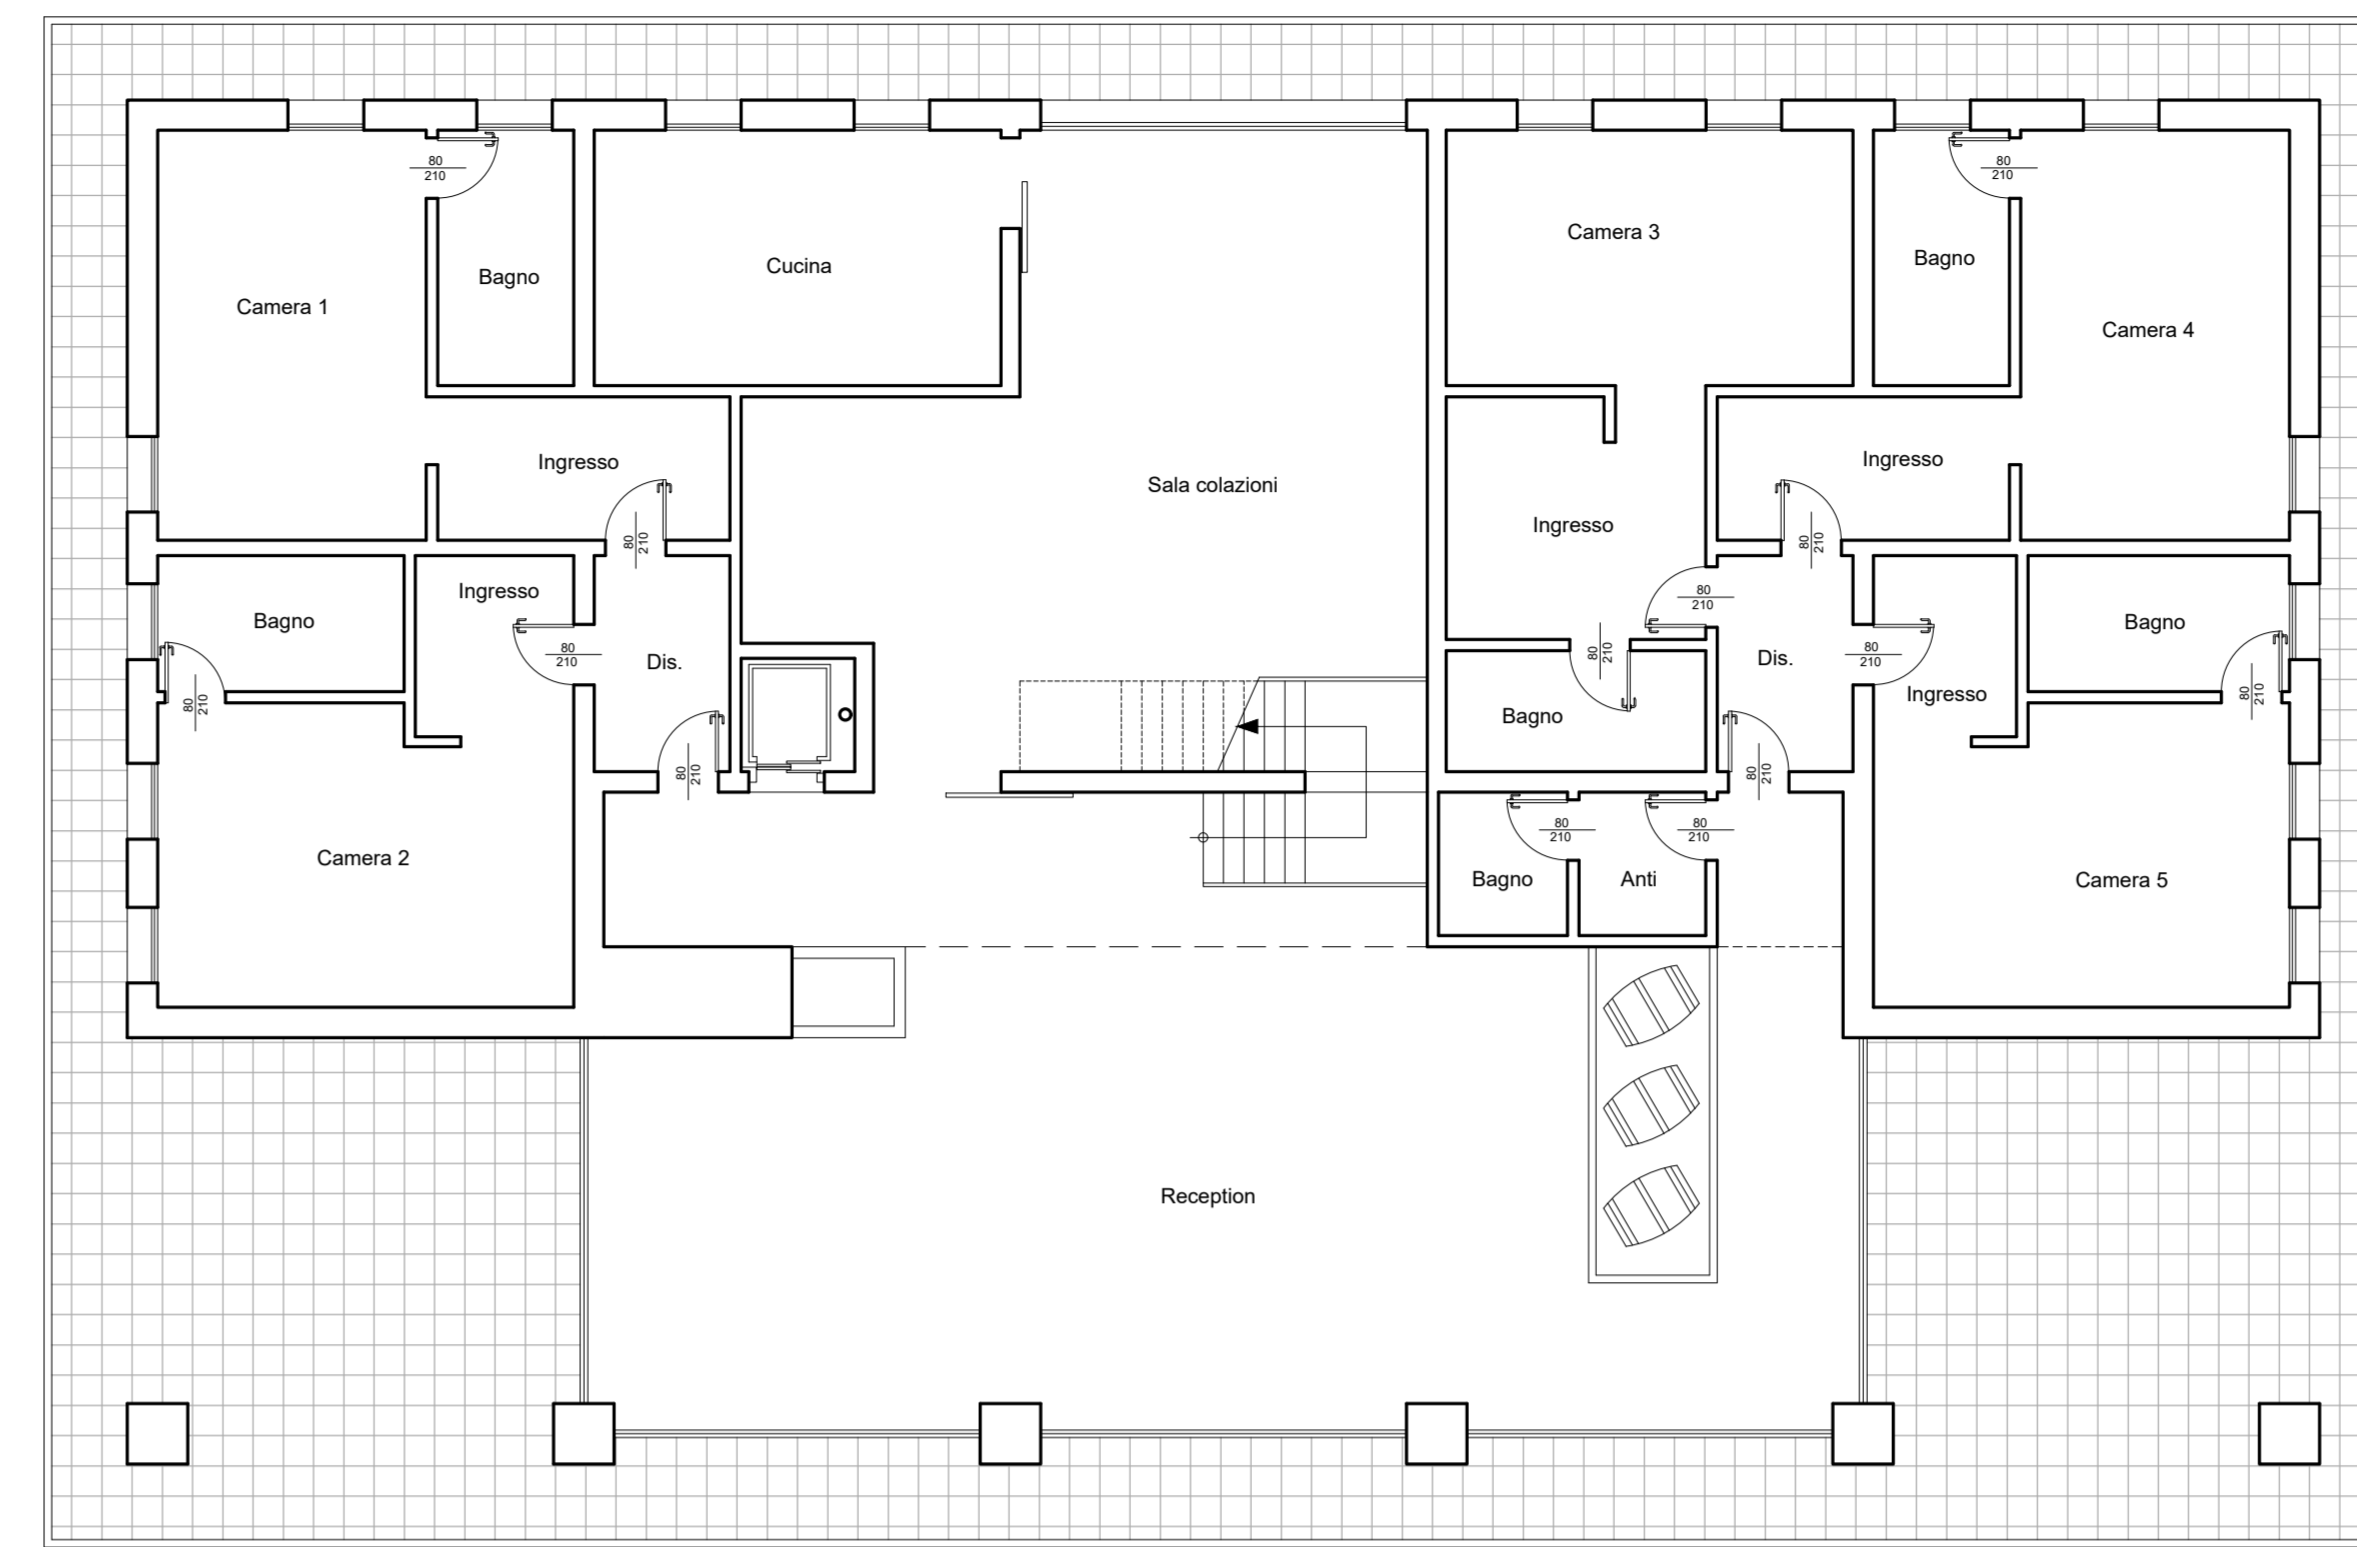 80
210
80
210
Camera 3
Bagno
Cucina
Bagno
Camera 1
Camera 4
Ingresso
Ingresso
Sala colazioni
Ingresso
80
210
80
210
Ingresso
80
210
Bagno
Bagno
80
210
80
210
80
210
Dis.
Dis.
Ingresso
80
210
80
210
Bagno
80
210
80
210
80
210
80
210
Camera 2
Bagno
Anti
Camera 5
Reception